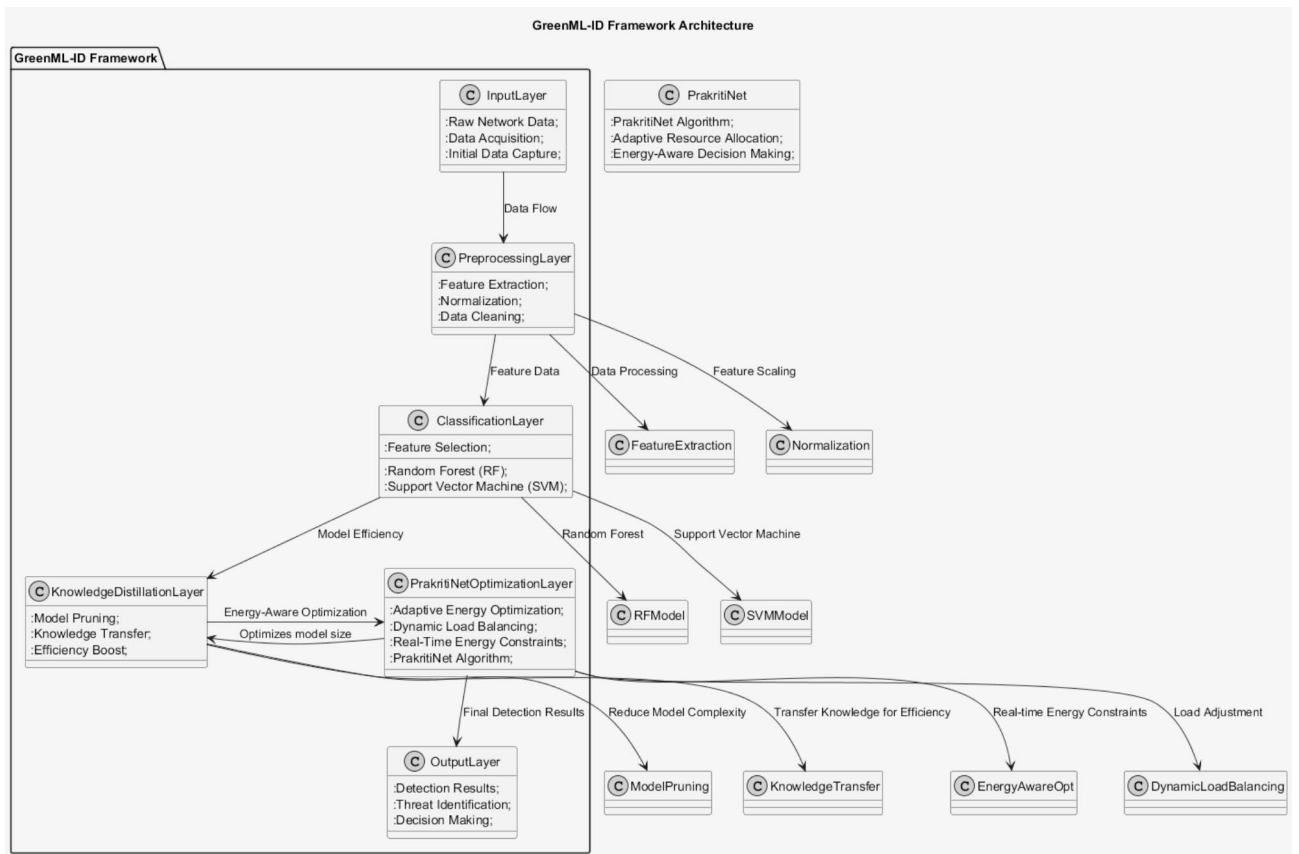 GreenML-ID Framework Architecture
GreenML-ID Framework
C InputLayer
:Raw Network Data;
:Data Acquisition;
:Initial Data Capture;
C PrakritiNet
:PrakritiNet Algorithm;
:Adaptive Resource Allocation;
:Energy-Aware Decision Making;
Data Flow
C PreprocessingLayer
:Feature Extraction;
:Normalization;
:Data Cleaning;
Feature Data
Data Processing
Feature Scaling
C ClassificationLayer
:Feature Selection;
:Random Forest (RF);
:Support Vector Machine (SVM);
C FeatureExtraction
C Normalization
Model Efficiency
Random Forest
Support Vector Machine
C KnowledgeDistillationLayer
:Model Pruning;
:Knowledge Transfer;
:Efficiency Boost;
Energy-Aware Optimization
Optimizes model size
C PrakritiNetOptimizationLayer
:Adaptive Energy Optimization;
:Dynamic Load Balancing;
:Real-Time Energy Constraints;
:PrakritiNet Algorithm;
C RFModel
C SVMModel
Final Detection Results
Reduce Model Complexity
Transfer Knowledge for Efficiency
Real-time Energy Constraints
Load Adjustment
C OutputLayer
:Detection Results;
:Threat Identification;
:Decision Making;
C ModelPruning
C KnowledgeTransfer
C EnergyAwareOpt
C DynamicLoadBalancing